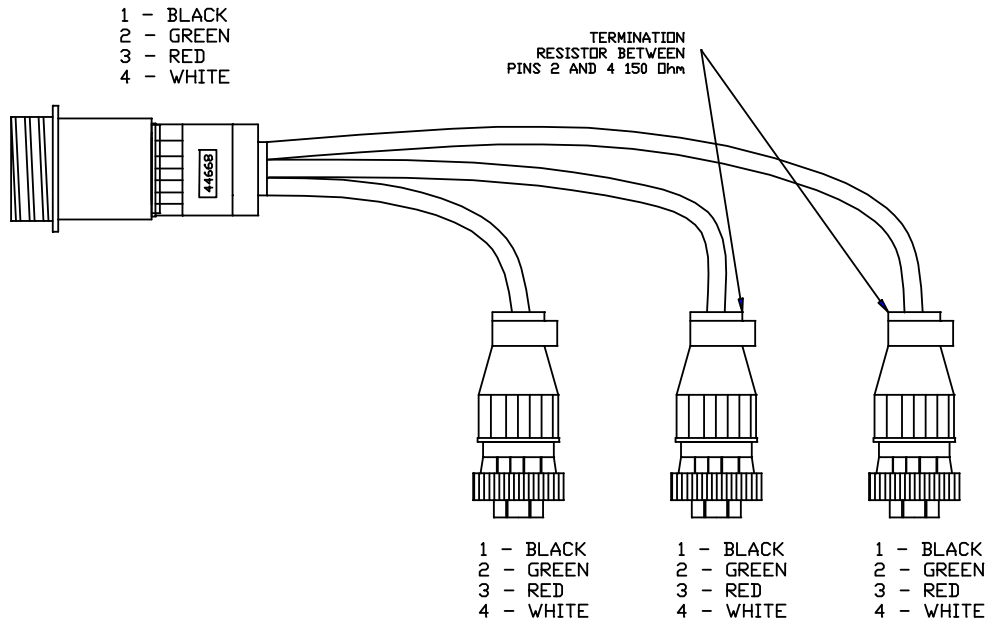 1 - BLACK
2 - GREEN
3 - RED
4 - WHITE
TERMINATION
RESISTOR BETWEEN
PINS 2 AND 4 150 Ohm
44668
1 - BLACK
2 - GREEN
3 - RED
4 - WHITE
1 - BLACK
2 - GREEN
3 - RED
4 - WHITE
1 - BLACK
2 - GREEN
3 - RED
4 - WHITE